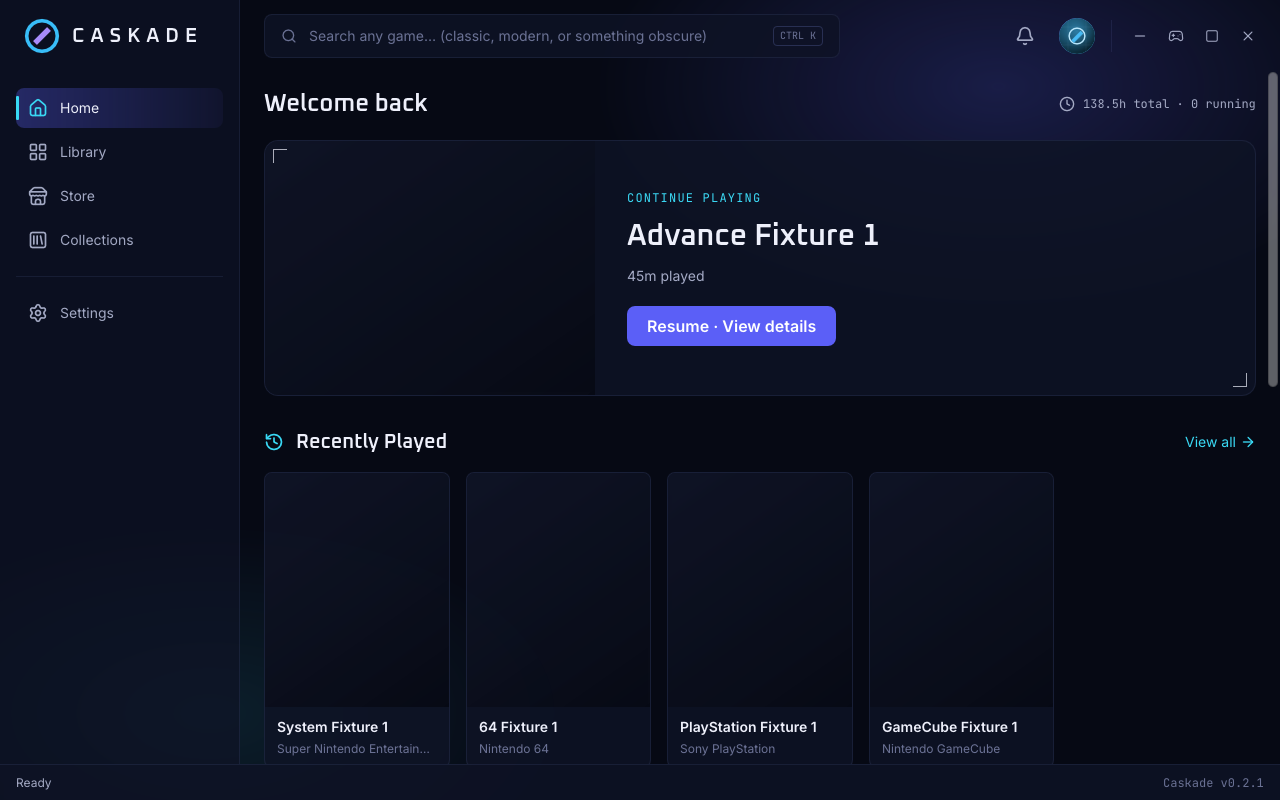 CASKADE
Search any game... (classic, modern, or something obscure)
CTRL K
Home
Library
Store
Collections
Settings
Welcome back
138.5h total · 0 running
CONTINUE PLAYING
Advance Fixture 1
45m played
Resume · View details
Recently Played
View all
System Fixture 1
Super Nintendo Entertain...
64 Fixture 1
Nintendo 64
PlayStation Fixture 1
Sony PlayStation
GameCube Fixture 1
Nintendo GameCube
Ready
Caskade v0.2.1